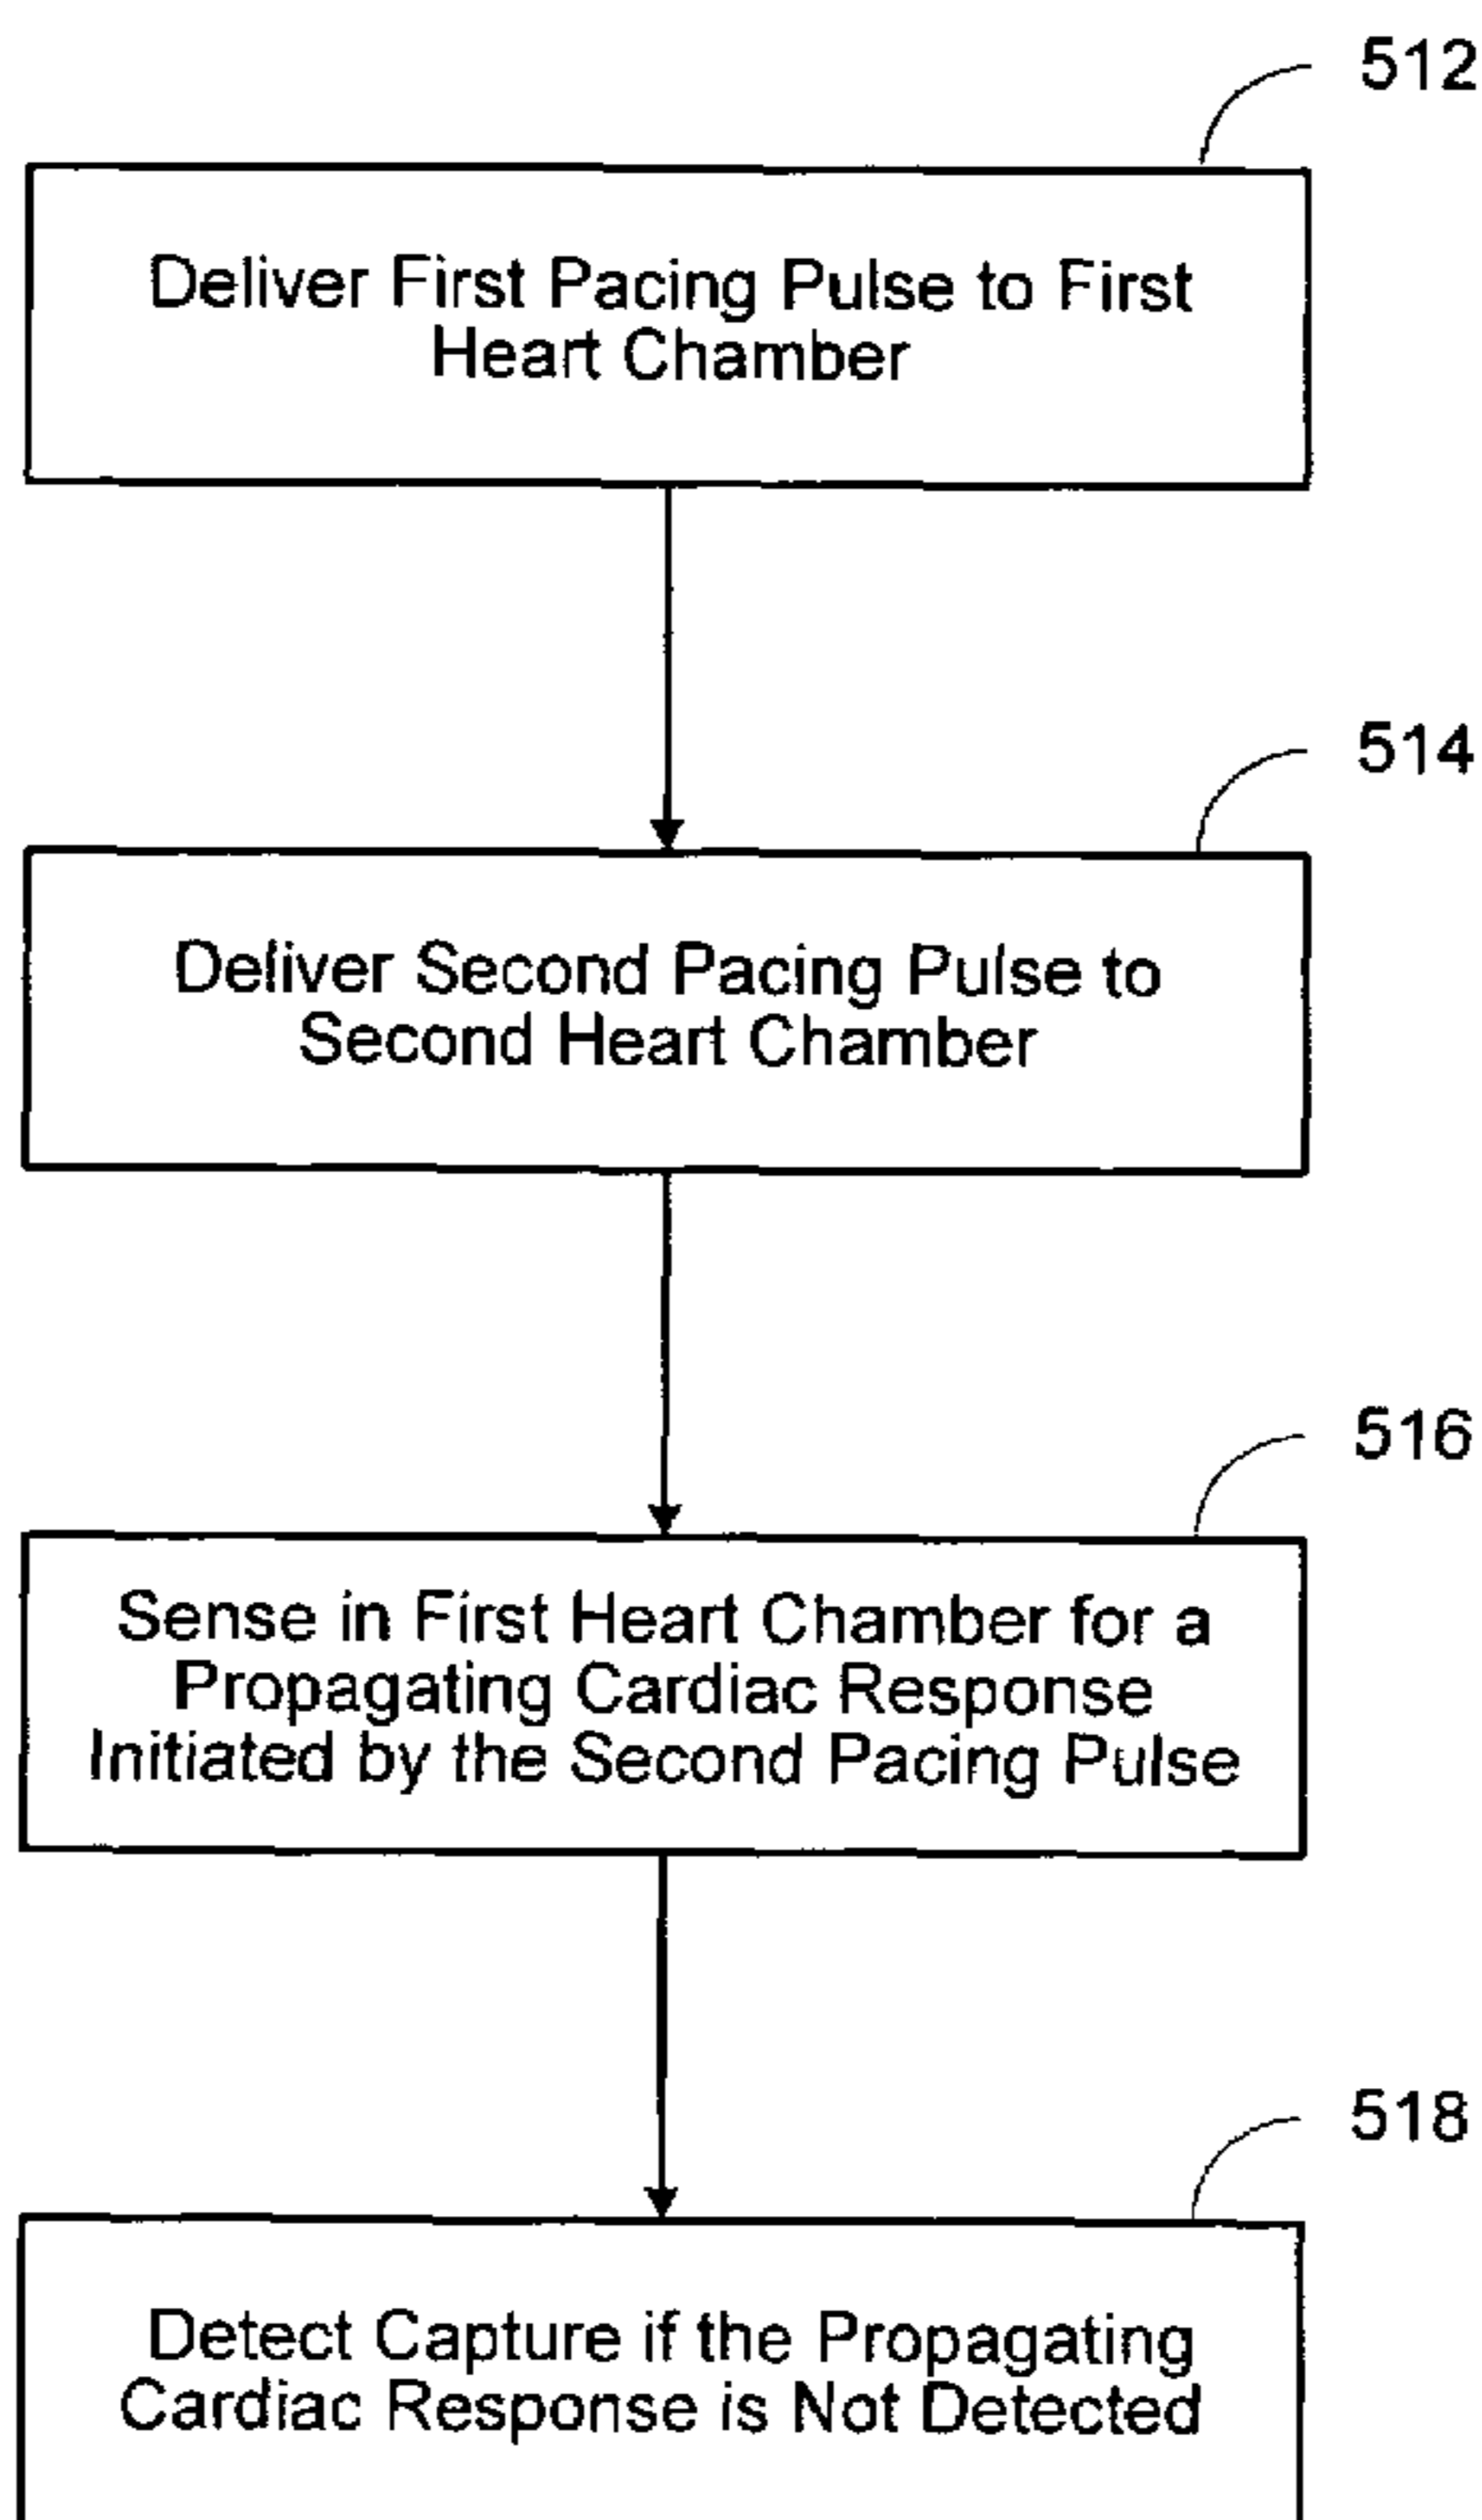 512
Deliver First Pacing Pulse to First
Heart Chamber
514
Deliver Second Pacing Pulse to
Second Heart Chamber
516
Sense in First Heart Chamber for a
Propagating Cardiac Response
Initiated by the Second Pacing Pulse
518
Detect Capture if the Propagating
Cardiac Response is Not Detected